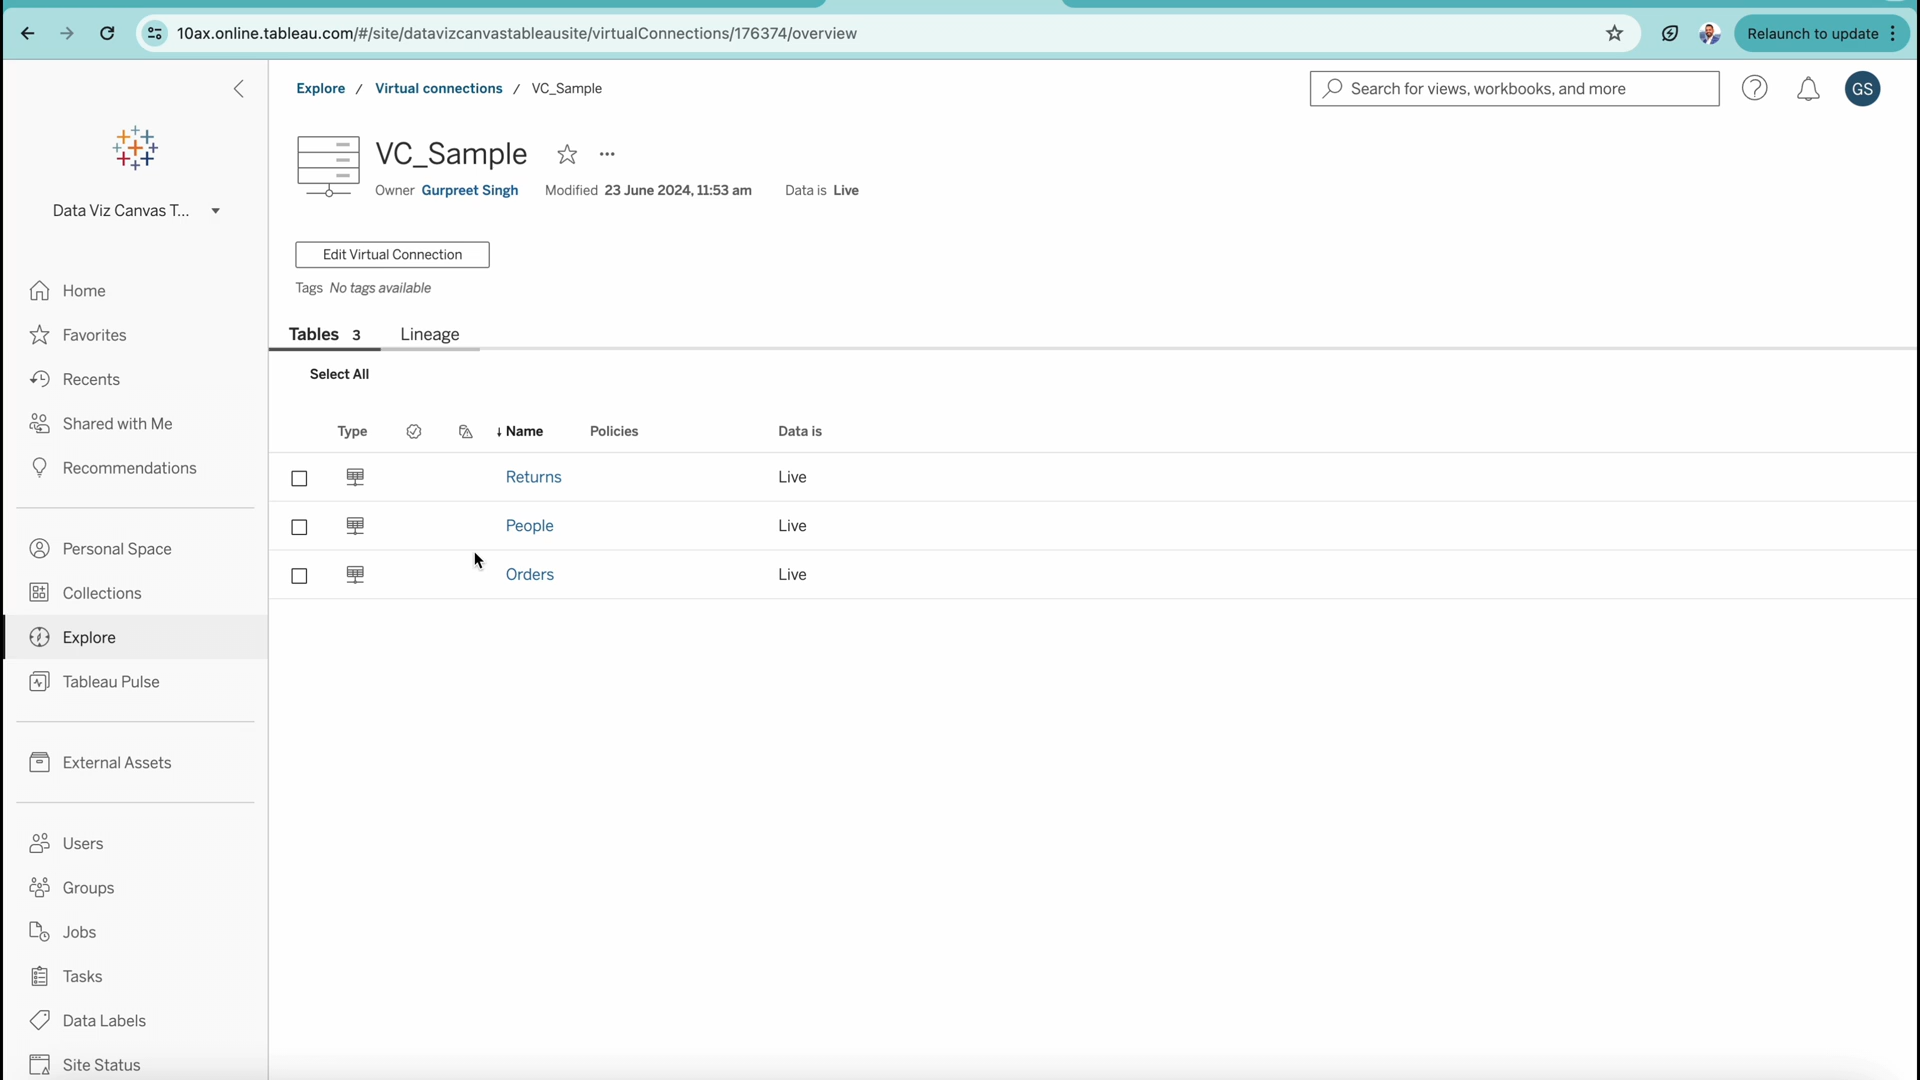 10ax.online.tableau.com/#/site/datavizcanvastableausite/virtualConnections/176374/overview
Relaunch to update
Explore / Virtual connections / VC_Sample
Search for views, workbooks, and more
GS
VC_Sample
Owner Gurpreet Singh Modified 23 June 2024, 11:53 am Data is Live
Data Viz Canvas T...
Edit Virtual Connection
Tags No tags available
Home
Favorites
Recents
Shared with Me
Recommendations
Personal Space
Collections
Explore
Tableau Pulse
External Assets
Users
Groups
Jobs
Tasks
Data Labels
Site Status
Tables 3 Lineage
Select All
Type ↓ Name Policies Data is
Returns Live
People Live
Orders Live